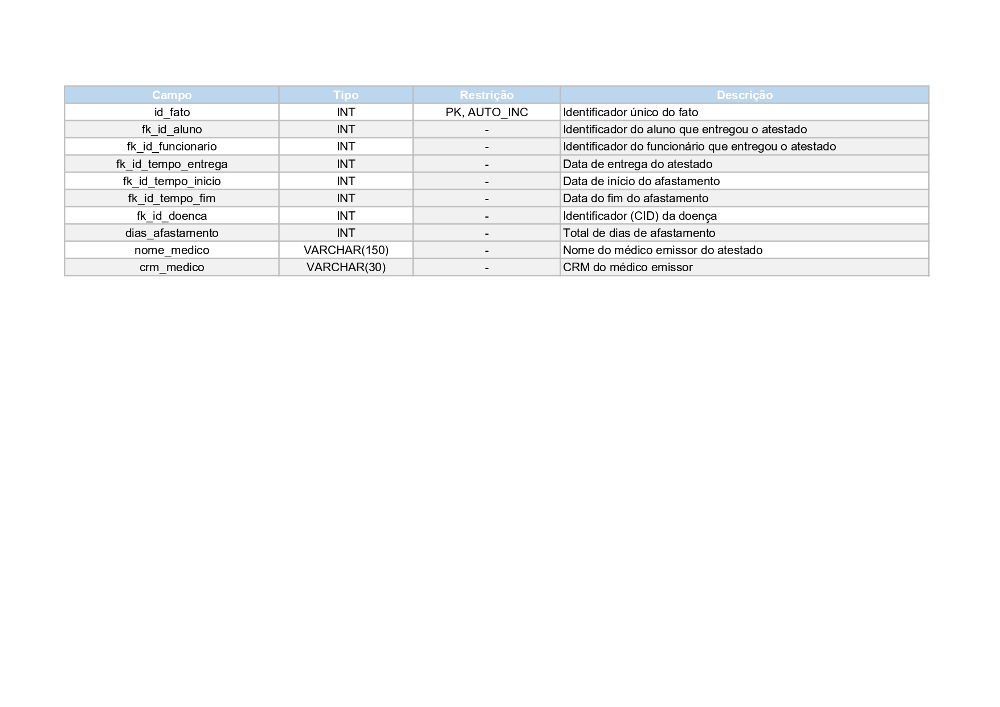 Campo Tipo Restrição Descrição
id_fato INT PK, AUTO_INC Identificador único do fato
fk_id_aluno INT - Identificador do aluno que entregou o atestado
fk_id_funcionario INT - Identificador do funcionário que entregou o atestado
fk_id_tempo_entrega INT - Data de entrega do atestado
fk_id_tempo_inicio INT - Data de início do afastamento
fk_id_tempo_fim INT - Data do fim do afastamento
fk_id_doenca INT - Identificador (CID) da doença
dias_afastamento INT - Total de dias de afastamento
nome_medico VARCHAR(150) - Nome do médico emissor do atestado
crm_medico VARCHAR(30) - CRM do médico emissor